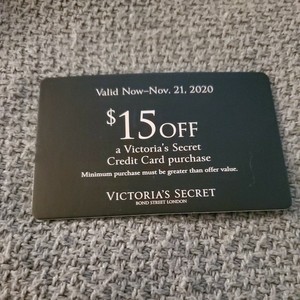 Valid Now–Nov. 21, 2020
$15 OFF
a Victoria's Secret
Credit Card purchase
Minimum purchase must be greater than offer value.
VICTORIA'S SECRET
BOND STREET LONDON